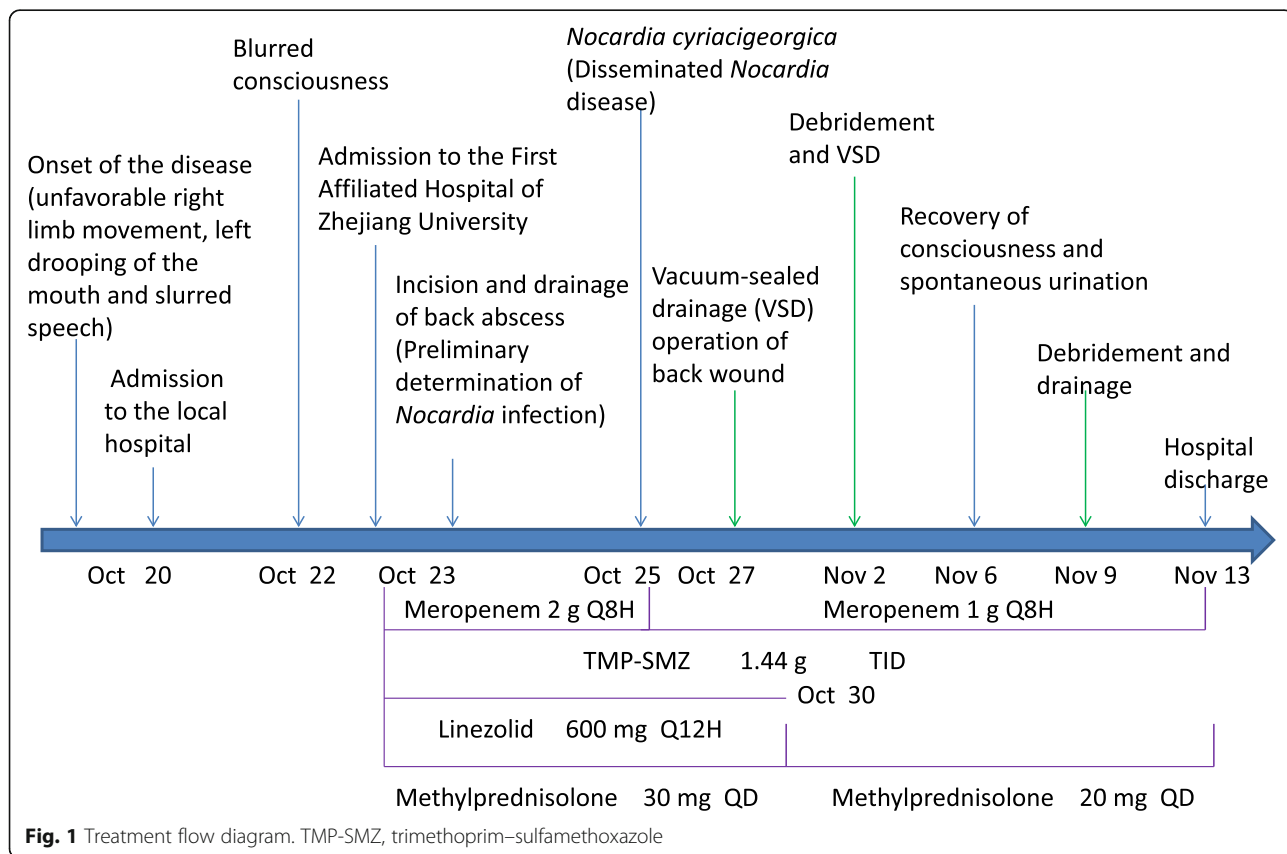 Blurred
consciousness
Nocardia cyriacigeorgica
(Disseminated Nocardia
disease)
Debridement
and VSD
Onset of the disease
(unfavorable right
limb movement, left
drooping of the
mouth and slurred
speech)
Admission to the First
Affiliated Hospital of
Zhejiang University
Recovery of
consciousness and
spontaneous urination
Incision and drainage
of back abscess
(Preliminary
determination of
Nocardia infection)
Vacuum-sealed
drainage (VSD)
operation of
back wound
Admission
to the local
hospital
Debridement and
drainage
Hospital
discharge
Oct 20 Oct 22 Oct 23 Oct 25 Oct 27 Nov 2 Nov 6 Nov 9 Nov 13
Meropenem 2 g Q8H Meropenem 1 g Q8H
TMP-SMZ 1.44 g TID
Oct 30
Linezolid 600 mg Q12H
Methylprednisolone 30 mg QD Methylprednisolone 20 mg QD
Fig. 1 Treatment flow diagram. TMP-SMZ, trimethoprim–sulfamethoxazole